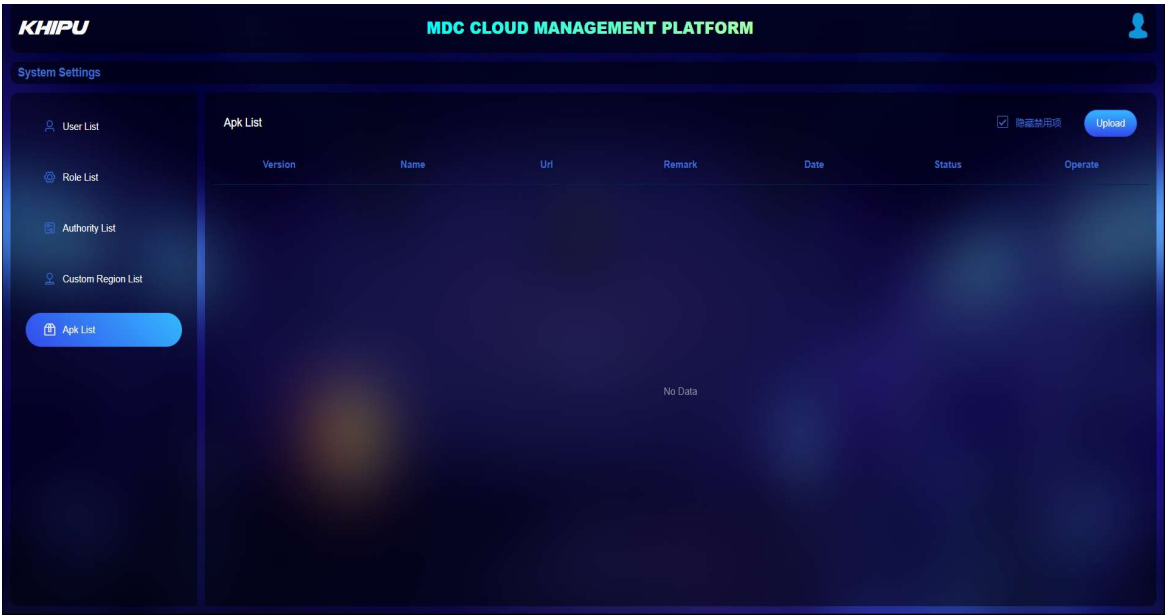 KHIPU
MDC CLOUD MANAGEMENT PLATFORM
System Settings
User List
Role List
Authority List
Custom Region List
Apk List
Apk List
隐藏禁用项
Upload
Version Name Url Remark Date Status Operate
No Data